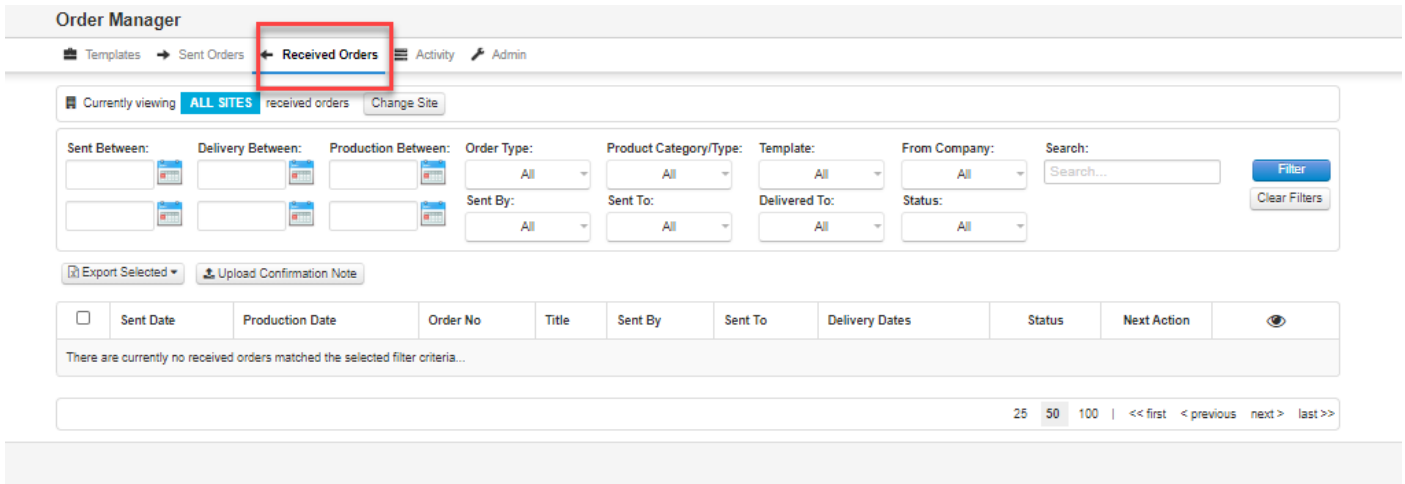 Order Manager
Templates Sent Orders Received Orders Activity Admin
Currently viewing ALL SITES received orders Change Site
Sent Between: Delivery Between: Production Between: Order Type: Product Category/Type: Template: From Company: Search:
All All All All Search... Filter
Sent By: Sent To: Delivered To: Status: Clear Filters
All All All All
Export Selected Upload Confirmation Note
Sent Date Production Date Order No Title Sent By Sent To Delivery Dates Status Next Action
There are currently no received orders matched the selected filter criteria...
25 50 100 | << first < previous next > last >>